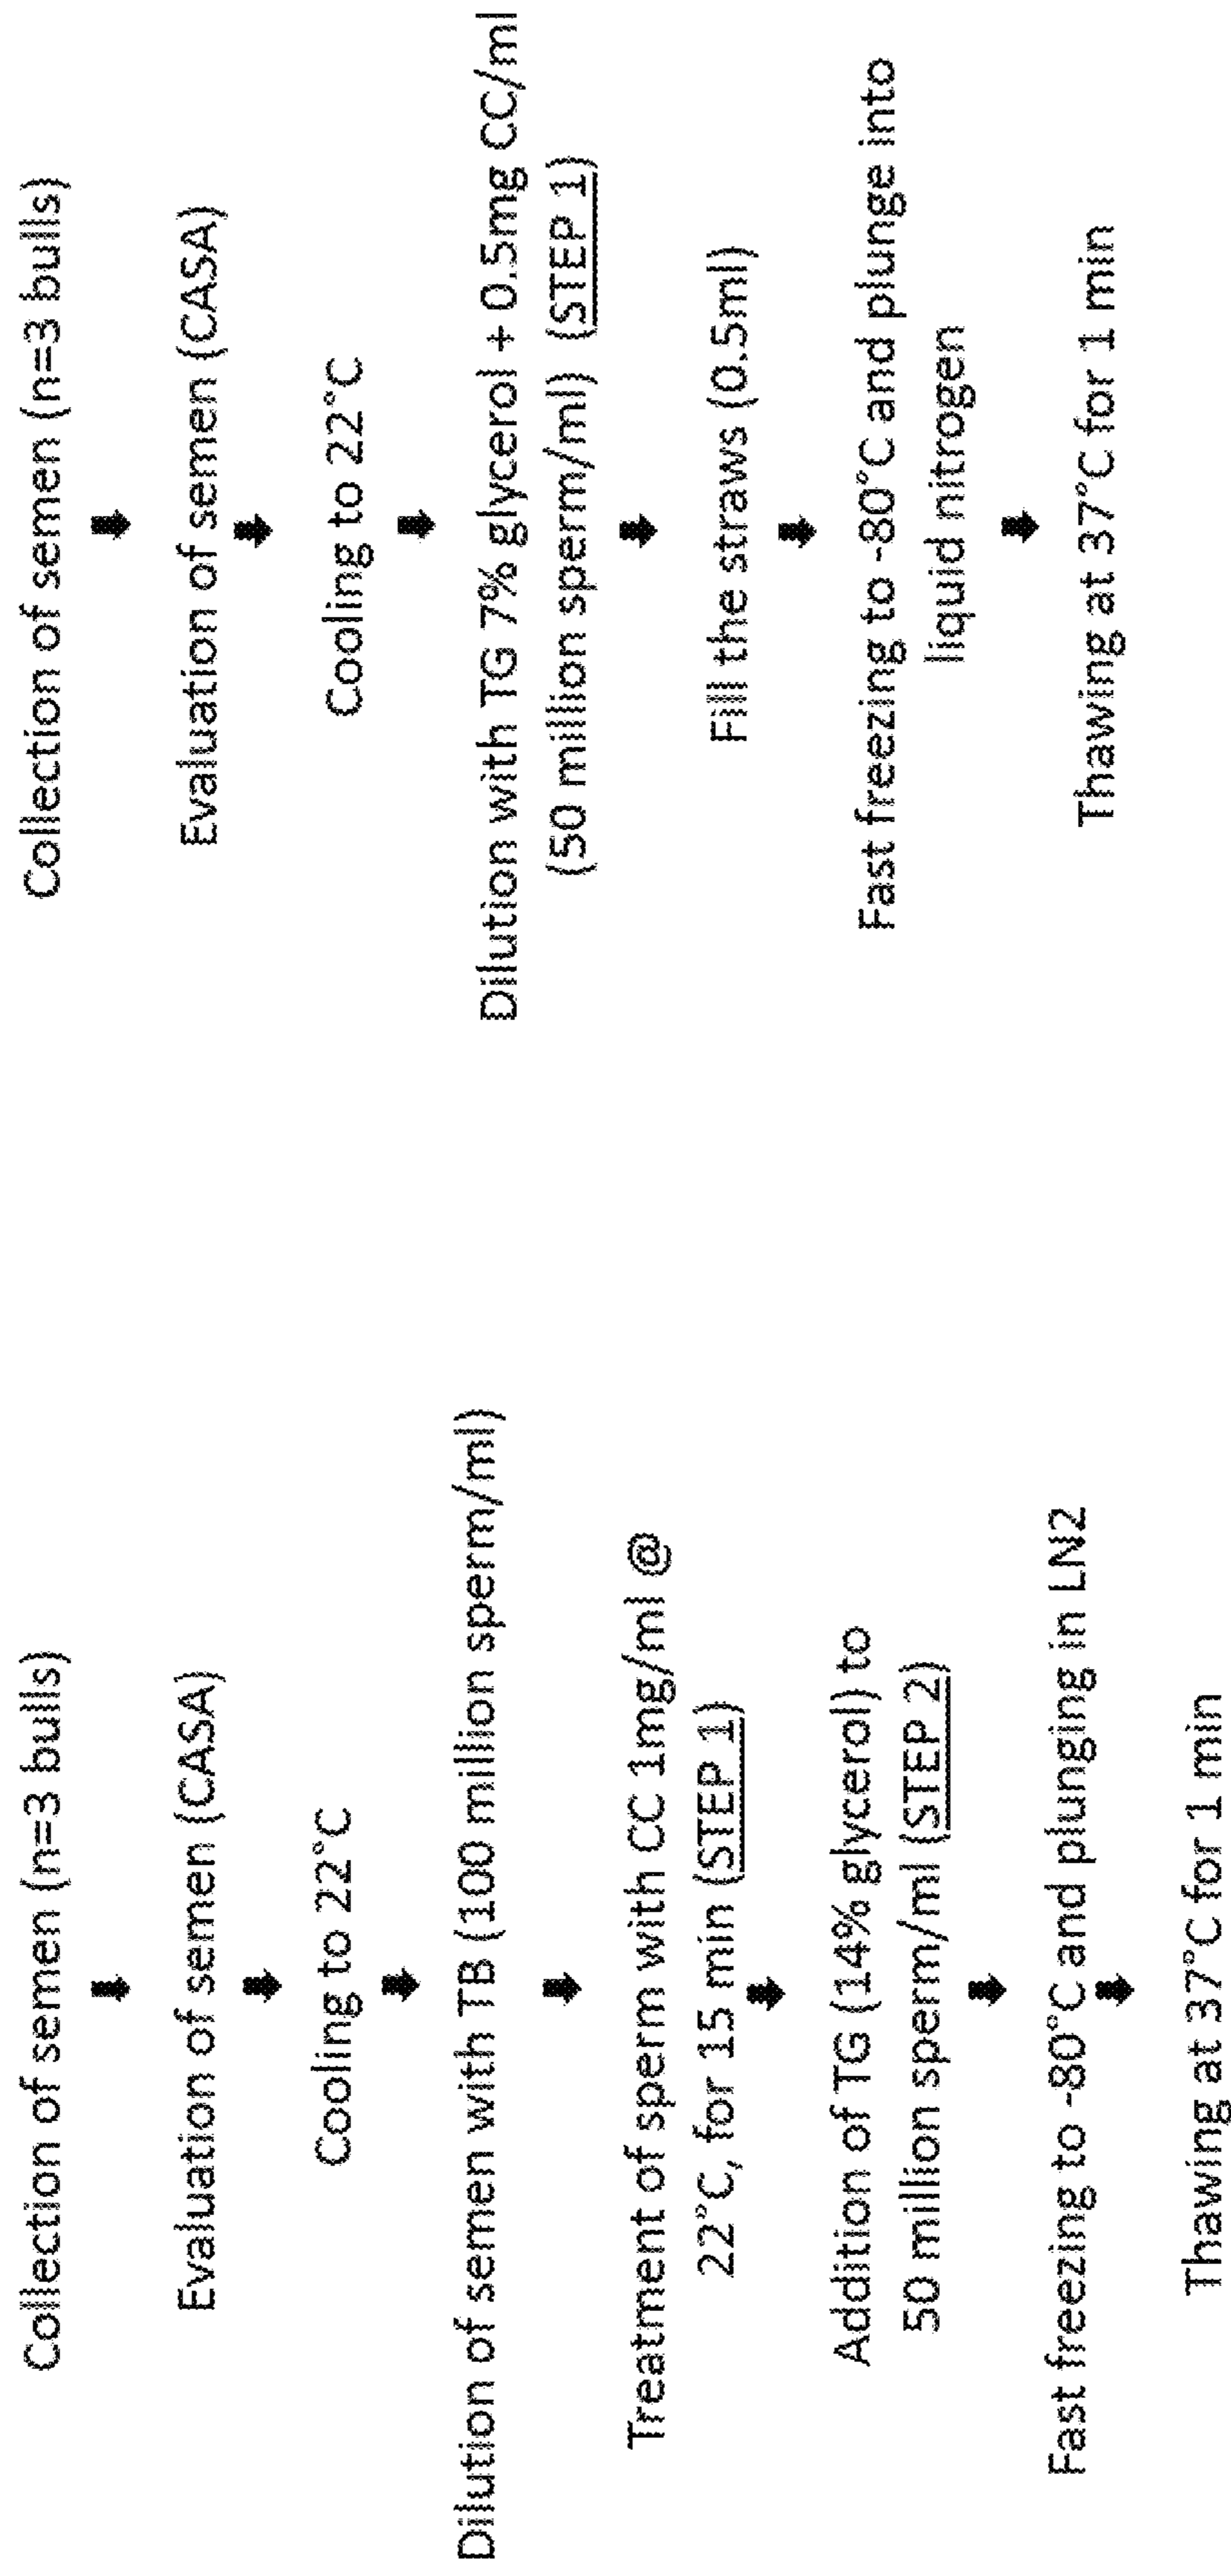 Collection of semen (n=3 bulls)
Evaluation of semen (CASA)
Cooling to 22°C
Dilution of semen with TB (100 million sperm/ml)
Treatment of sperm with CC 1mg/ml @
22°C, for 15 min (STEP 1)
Addition of TG (14% glycerol) to
50 million sperm/ml (STEP 2)
Fast freezing to -80°C and plunging in LN2
Thawing at 37°C for 1 min
Collection of semen (n=3 bulls)
Evaluation of semen (CASA)
Cooling to 22°C
Dilution with TG 7% glycerol + 0.5mg CC/ml
(50 million sperm/ml) (STEP 1)
Fill the straws (0.5ml)
Fast freezing to -80°C and plunge into
liquid nitrogen
Thawing at 37°C for 1 min